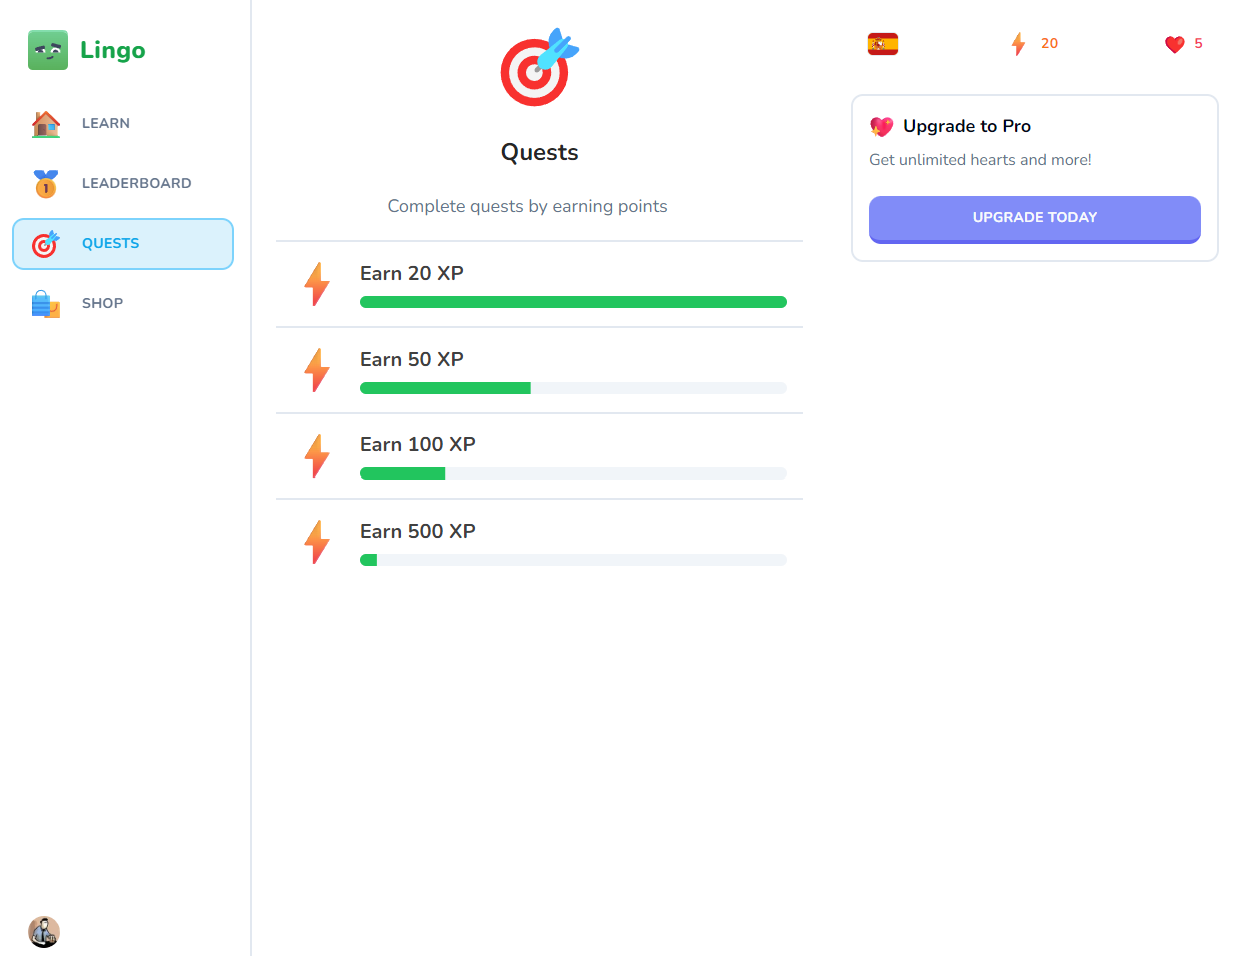 Lingo
LEARN
LEADERBOARD
QUESTS
SHOP
Quests
Complete quests by earning points
Earn 20 XP
Earn 50 XP
Earn 100 XP
Earn 500 XP
20
5
Upgrade to Pro
Get unlimited hearts and more!
UPGRADE TODAY